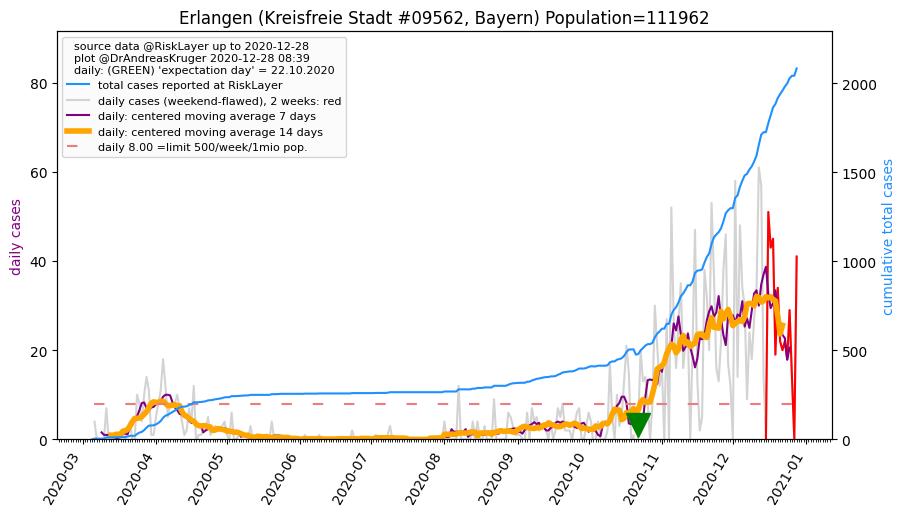 Erlangen (Kreisfreie Stadt #09562, Bayern) Population=111962
source data @RiskLayer up to 2020-12-28
plot @DrAndreasKruger 2020-12-28 08:39
daily: (GREEN) 'expectation day' = 22.10.2020
total cases reported at RiskLayer
daily cases (weekend-flawed), 2 weeks: red
daily: centered moving average 7 days
daily: centered moving average 14 days
daily 8.00 =limit 500/week/1mio pop.
daily cases
80
60
40
20
0
cumulative total cases
2000
1500
1000
500
0
2020-03
2020-04
2020-05
2020-06
2020-07
2020-08
2020-09
2020-10
2020-11
2020-12
2021-01